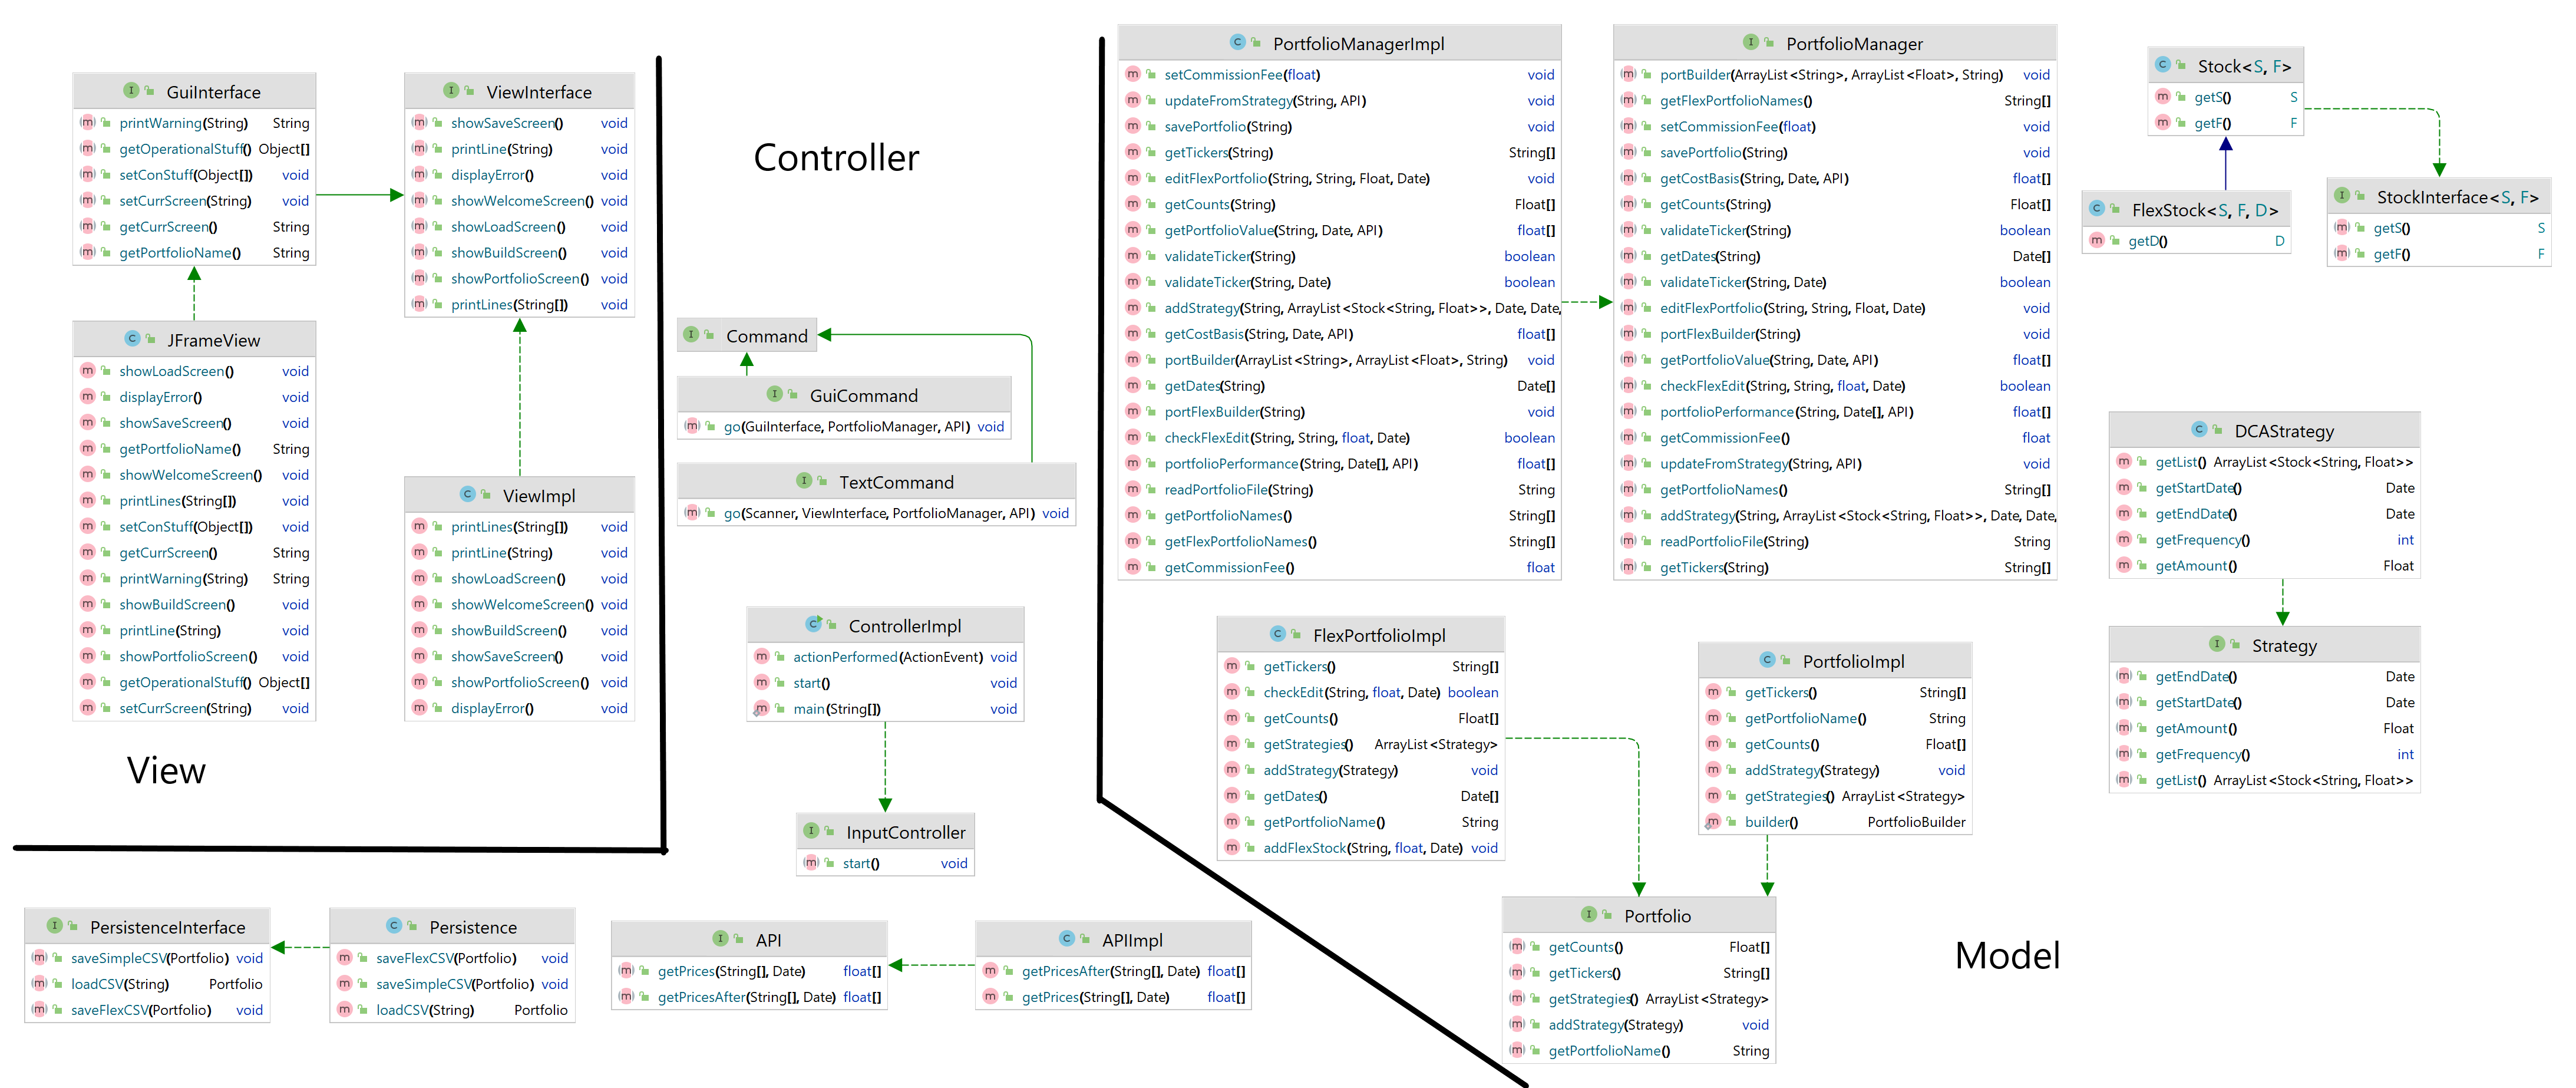 GuiInterface
printWarning(String) String
getOperationalStuff() Object[]
setConStuff(Object[]) void
setCurrScreen(String) void
getCurrScreen() String
getPortfolioName() String
ViewInterface
showSaveScreen() void
printLine(String) void
displayError() void
showWelcomeScreen() void
showLoadScreen() void
showBuildScreen() void
showPortfolioScreen() void
printLines(String[]) void
JFrameView
showLoadScreen() void
displayError() void
showSaveScreen() void
getPortfolioName() String
showWelcomeScreen() void
printLines(String[]) void
setConStuff(Object[]) void
getCurrScreen() String
printWarning(String) String
showBuildScreen() void
printLine(String) void
showPortfolioScreen() void
getOperationalStuff() Object[]
setCurrScreen(String) void
ViewImpl
printLines(String[]) void
printLine(String) void
showLoadScreen() void
showWelcomeScreen() void
showBuildScreen() void
showSaveScreen() void
showPortfolioScreen() void
displayError() void
View
Controller
Command
GuiCommand
go(GuiInterface, PortfolioManager, API) void
TextCommand
go(Scanner, ViewInterface, PortfolioManager, API) void
ControllerImpl
actionPerformed(ActionEvent) void
start() void
main(String[]) void
InputController
start() void
PersistenceInterface
saveSimpleCSV(Portfolio) void
loadCSV(String) Portfolio
saveFlexCSV(Portfolio) void
Persistence
saveFlexCSV(Portfolio) void
saveSimpleCSV(Portfolio) void
loadCSV(String) Portfolio
API
getPrices(String[], Date) float[]
getPricesAfter(String[], Date) float[]
APIImpl
getPricesAfter(String[], Date) float[]
getPrices(String[], Date) float[]
PortfolioManagerImpl
setCommissionFee(float) void
updateFromStrategy(String, API) void
savePortfolio(String) void
getTickers(String) String[]
editFlexPortfolio(String, String, Float, Date) void
getCounts(String) Float[]
getPortfolioValue(String, Date, API) float[]
validateTicker(String) boolean
validateTicker(String, Date) boolean
addStrategy(String, ArrayList<Stock<String, Float>>, Date, Date,
getCostBasis(String, Date, API) float[]
portBuilder(ArrayList<String>, ArrayList<Float>, String) void
getDates(String) Date[]
portFlexBuilder(String) void
checkFlexEdit(String, String, float, Date) boolean
portfolioPerformance(String, Date[], API) float[]
readPortfolioFile(String) String
getPortfolioNames() String[]
getFlexPortfolioNames() String[]
getCommissionFee() float
PortfolioManager
portBuilder(ArrayList<String>, ArrayList<Float>, String) void
getFlexPortfolioNames() String[]
setCommissionFee(float) void
savePortfolio(String) void
getCostBasis(String, Date, API) float[]
getCounts(String) Float[]
validateTicker(String) boolean
getDates(String) Date[]
validateTicker(String, Date) boolean
editFlexPortfolio(String, String, Float, Date) void
portFlexBuilder(String) void
getPortfolioValue(String, Date, API) float[]
checkFlexEdit(String, String, float, Date) boolean
portfolioPerformance(String, Date[], API) float[]
getCommissionFee() float
updateFromStrategy(String, API) void
getPortfolioNames() String[]
addStrategy(String, ArrayList<Stock<String, Float>>, Date, Date,
readPortfolioFile(String) String
getTickers(String) String[]
Stock<S, F>
getS() S
getF() F
FlexStock<S, F, D>
getD() D
StockInterface<S, F>
getS() S
getF() F
DCAStrategy
getList() ArrayList<Stock<String, Float>>
getStartDate() Date
getEndDate() Date
getFrequency() int
getAmount() Float
Strategy
getEndDate() Date
getStartDate() Date
getAmount() Float
getFrequency() int
getList() ArrayList<Stock<String, Float>>
FlexPortfolioImpl
getTickers() String[]
checkEdit(String, float, Date) boolean
getCounts() Float[]
getStrategies() ArrayList<Strategy>
addStrategy(Strategy) void
getDates() Date[]
getPortfolioName() String
addFlexStock(String, float, Date) void
PortfolioImpl
getTickers() String[]
getPortfolioName() String
getCounts() Float[]
addStrategy(Strategy) void
getStrategies() ArrayList<Strategy>
builder() PortfolioBuilder
Portfolio
getCounts() Float[]
getTickers() String[]
getStrategies() ArrayList<Strategy>
addStrategy(Strategy) void
getPortfolioName() String
Model